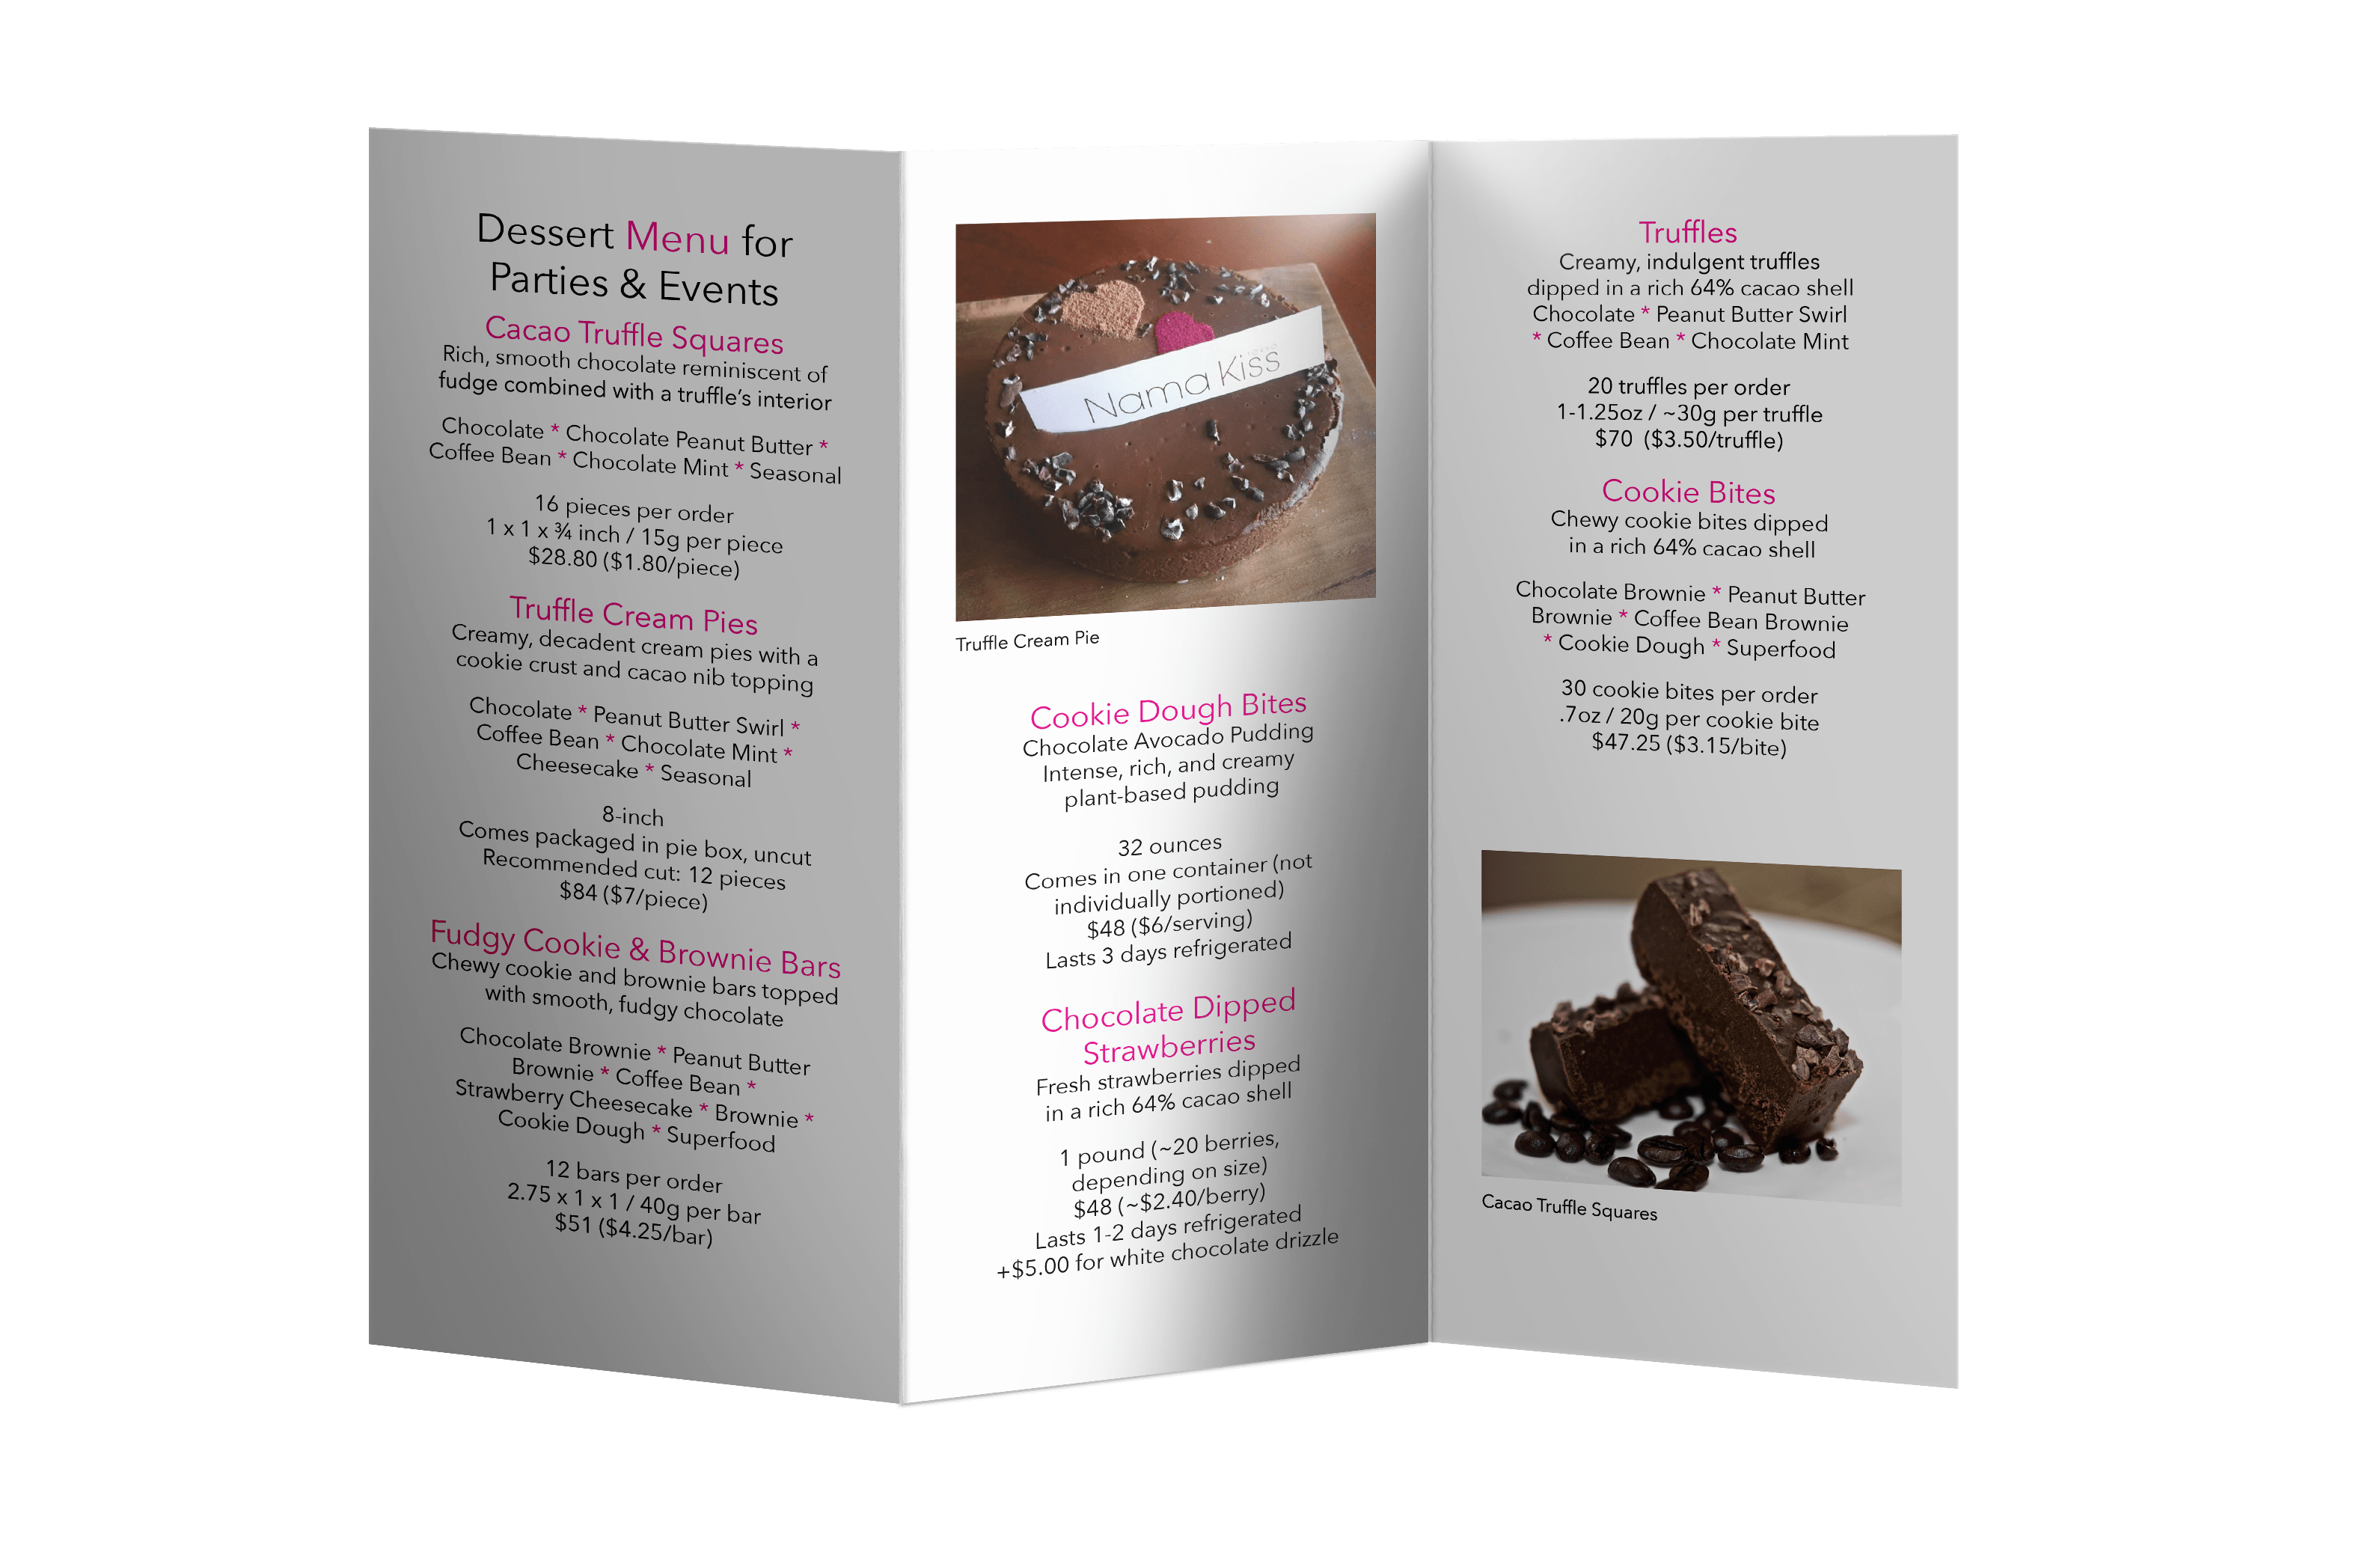 Dessert Menu for
Parties & Events
Cacao Truffle Squares
Rich, smooth chocolate reminiscent of
fudge combined with a truffle's interior
Chocolate * Chocolate Peanut Butter *
Coffee Bean * Chocolate Mint * Seasonal
16 pieces per order
1 x 1 x ¾ inch / 15g per piece
$28.80 ($1.80/piece)
Truffle Cream Pies
Creamy, decadent cream pies with a
cookie crust and cacao nib topping
Chocolate * Peanut Butter Swirl *
Coffee Bean * Chocolate Mint *
Cheesecake * Seasonal
8-inch
Comes packaged in pie box, uncut
Recommended cut: 12 pieces
$84 ($7/piece)
Fudgy Cookie & Brownie Bars
Chewy cookie and brownie bars topped
with smooth, fudgy chocolate
Chocolate Brownie * Peanut Butter
Brownie * Coffee Bean *
Strawberry Cheesecake * Brownie *
Cookie Dough * Superfood
12 bars per order
2.75 x 1 x 1 / 40g per bar
$51 ($4.25/bar)
Nama Kiss
Truffle Cream Pie
Cookie Dough Bites
Chocolate Avocado Pudding
Intense, rich, and creamy
plant-based pudding
32 ounces
Comes in one container (not
individually portioned)
$48 ($6/serving)
Lasts 3 days refrigerated
Chocolate Dipped
Strawberries
Fresh strawberries dipped
in a rich 64% cacao shell
1 pound (~20 berries,
depending on size)
$48 (~$2.40/berry)
Lasts 1-2 days refrigerated
+$5.00 for white chocolate drizzle
Truffles
Creamy, indulgent truffles
dipped in a rich 64% cacao shell
Chocolate * Peanut Butter Swirl
* Coffee Bean * Chocolate Mint
20 truffles per order
1-1.25oz / ~30g per truffle
$70 ($3.50/truffle)
Cookie Bites
Chewy cookie bites dipped
in a rich 64% cacao shell
Chocolate Brownie * Peanut Butter
Brownie * Coffee Bean Brownie
* Cookie Dough * Superfood
30 cookie bites per order
.7oz / 20g per cookie bite
$47.25 ($3.15/bite)
Cacao Truffle Squares